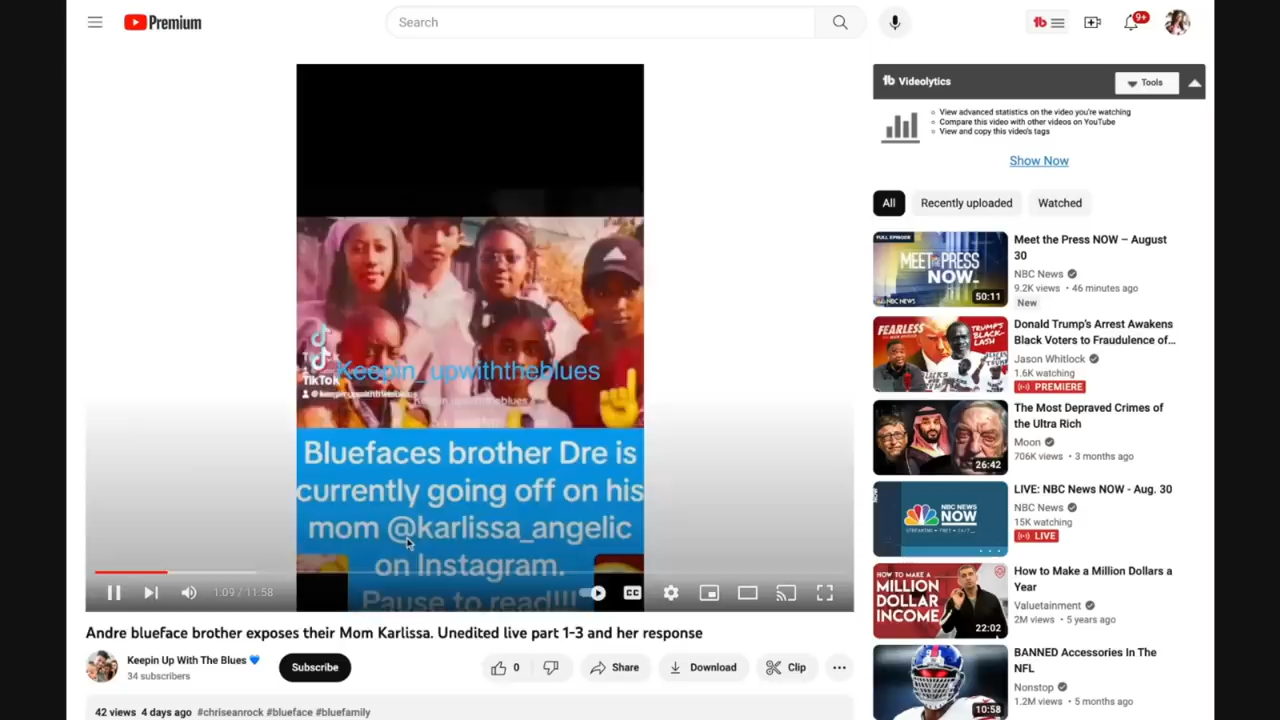 Premium
Search
9+
TikTok
Keepin_upwiththeblues
Bluefaces brother Dre is
currently going off on his
mom @karlissa_angelic
on Instagram.
Pause to read!!!
1:09 / 11:58
CC
Andre blueface brother exposes their Mom Karlissa. Unedited live part 1-3 and her response
Keepin Up With The Blues 💙
34 subscribers
Subscribe
0
Share
Download
Clip
42 views 4 days ago #chriseanrock #blueface #bluefamily
Videolytics
Tools
View advanced statistics on the video you're watching
Compare this video with other videos on YouTube
View and copy this video's tags
Show Now
All
Recently uploaded
Watched
FULL EPISODE
MEET THE PRESS
NOW
NBC NEWS
50:11
Meet the Press NOW – August
30
NBC News
9.2K views • 46 minutes ago
New
FEARLESS
TRUMP'S
BLACK-
LASH
Donald Trump's Arrest Awakens
Black Voters to Fraudulence of...
Jason Whitlock
1.6K watching
PREMIERE
26:42
The Most Depraved Crimes of
the Ultra Rich
Moon
706K views • 3 months ago
NBC NEWS
NOW
LIVE: NBC News NOW - Aug. 30
NBC News
15K watching
LIVE
HOW TO MAKE A
MILLION
DOLLAR
INCOME
22:02
How to Make a Million Dollars a
Year
Valuetainment
2M views • 5 years ago
10:58
BANNED Accessories In The
NFL
Nonstop
1.2M views • 5 months ago